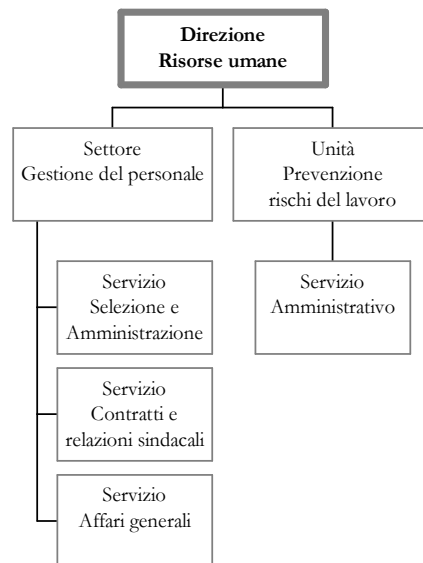 Direzione
Risorse umane
Settore
Gestione del personale
Unità
Prevenzione
rischi del lavoro
Servizio
Selezione e
Amministrazione
Servizio
Amministrativo
Servizio
Contratti e
relazioni sindacali
Servizio
Affari generali